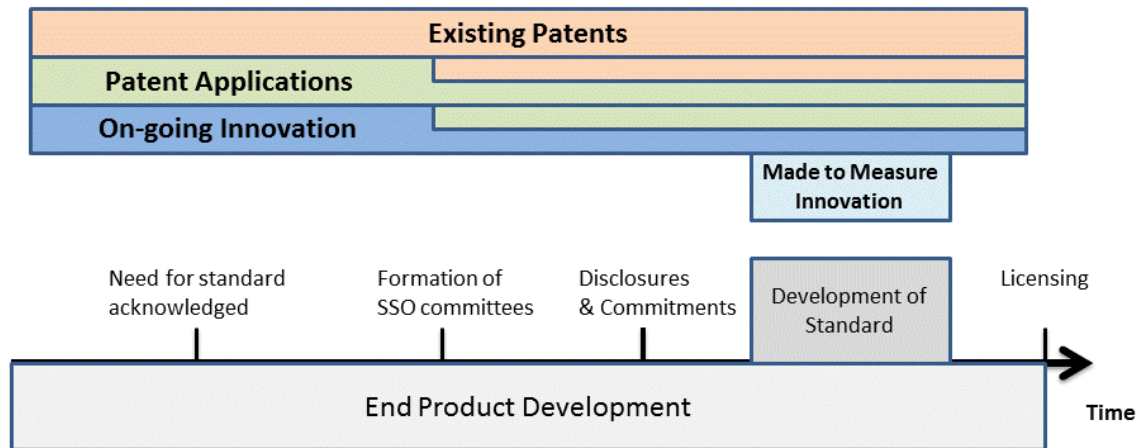 Existing Patents
Patent Applications
On-going Innovation
Made to Measure
Innovation
Need for standard
acknowledged
Formation of
SSO committees
Disclosures
& Commitments
Development of
Standard
Licensing
End Product Development
Time